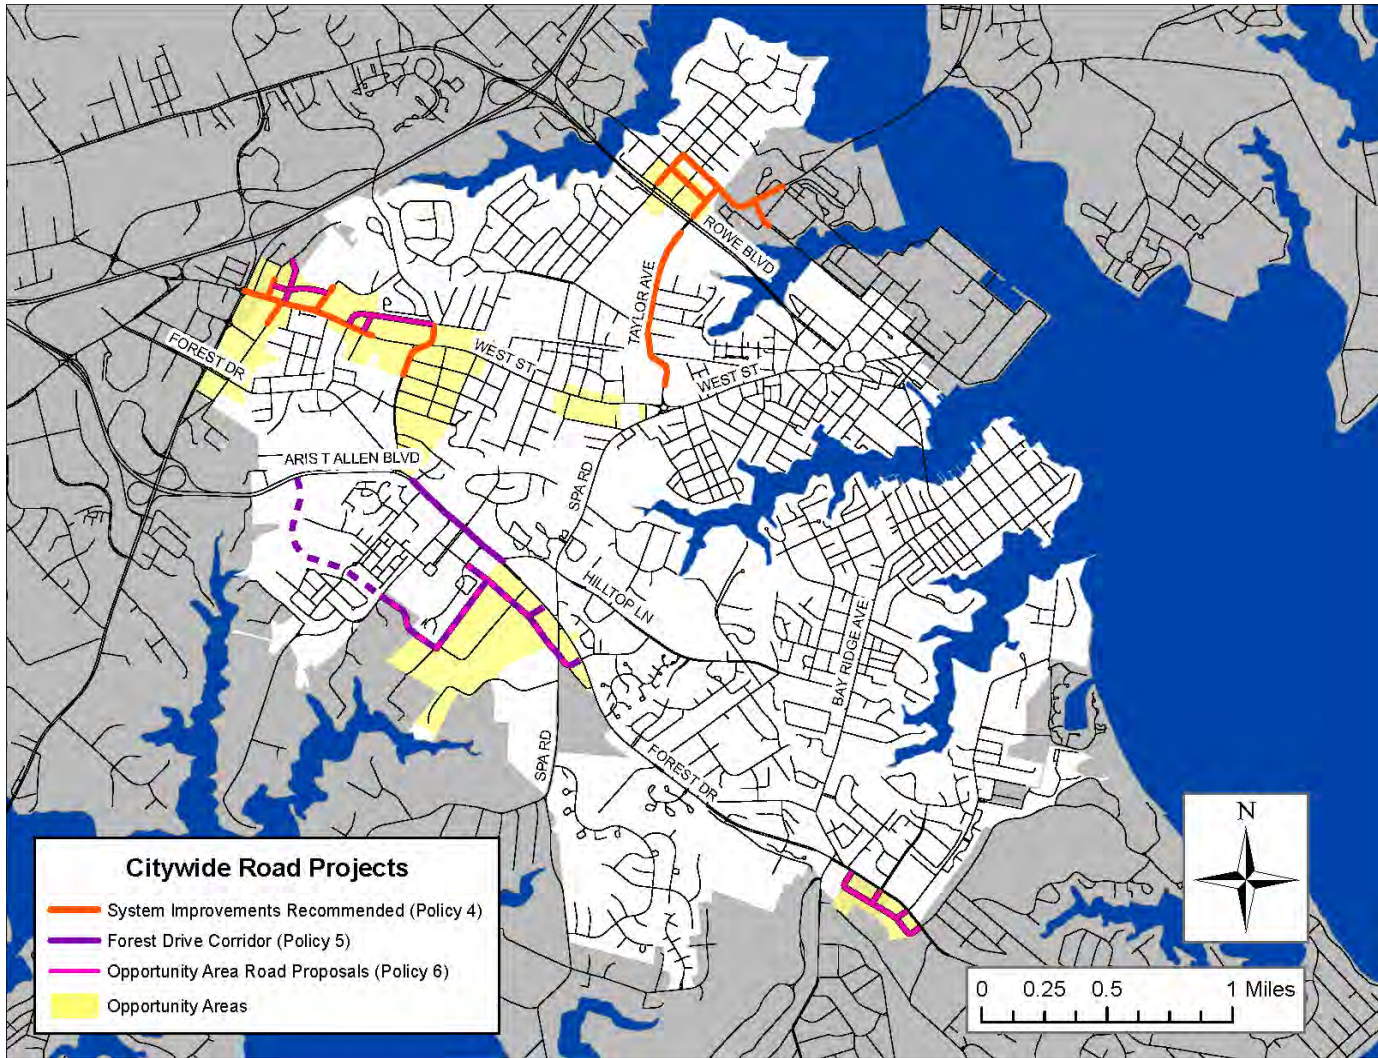 ROWE BLVD
TAYLOR AVE
FOREST DR
WEST ST
WEST ST
ARIS T ALLEN BLVD
SPA RD
HILLTOP LN
BAY RIDGE AVE
SPA RD
FOREST DR
N
Citywide Road Projects
System Improvements Recommended (Policy 4)
Forest Drive Corridor (Policy 5)
Opportunity Area Road Proposals (Policy 6)
Opportunity Areas
0 0.25 0.5 1 Miles